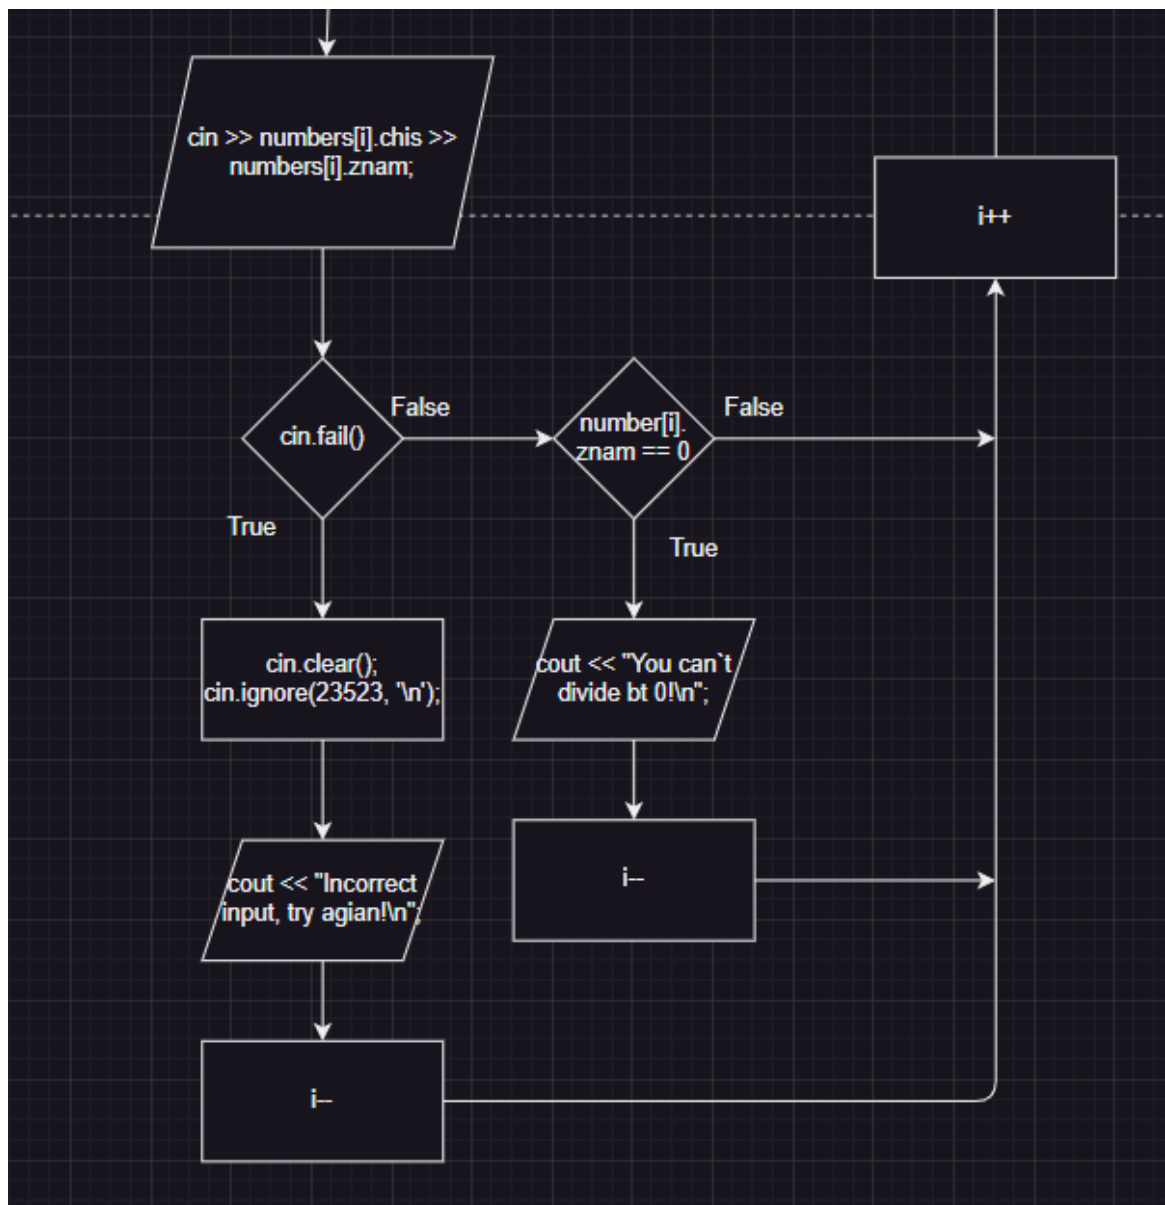 cin >> numbers[i].chis >>
numbers[i].znam;
i++
cin.fail()
False
number[i].
znam == 0
False
True
True
cin.clear();
cin.ignore(23523, '\n');
cout << "You can`t
divide bt 0!\n";
cout << "Incorrect
input, try agian!\n";
i--
i--